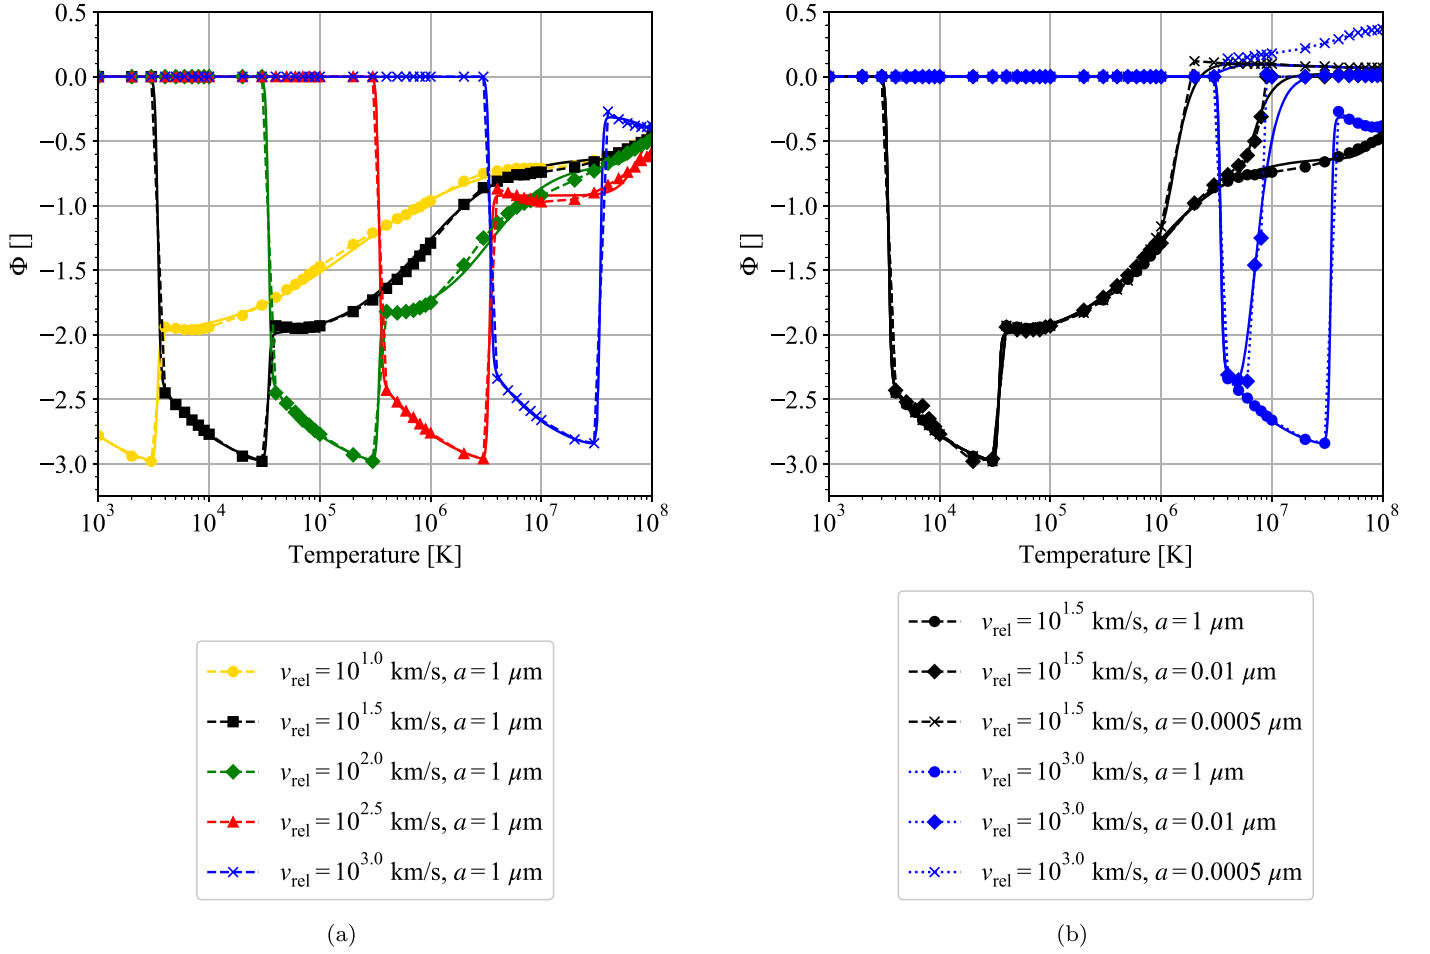 0.5
0.0
−0.5
−1.0
−1.5
−2.0
−2.5
−3.0
Φ []
10^3 10^4 10^5 10^6 10^7 10^8
Temperature [K]
v_rel = 10^1.0 km/s, a = 1 μm
v_rel = 10^1.5 km/s, a = 1 μm
v_rel = 10^2.0 km/s, a = 1 μm
v_rel = 10^2.5 km/s, a = 1 μm
v_rel = 10^3.0 km/s, a = 1 μm
(a)
0.5
0.0
−0.5
−1.0
−1.5
−2.0
−2.5
−3.0
Φ []
10^3 10^4 10^5 10^6 10^7 10^8
Temperature [K]
v_rel = 10^1.5 km/s, a = 1 μm
v_rel = 10^1.5 km/s, a = 0.01 μm
v_rel = 10^1.5 km/s, a = 0.0005 μm
v_rel = 10^3.0 km/s, a = 1 μm
v_rel = 10^3.0 km/s, a = 0.01 μm
v_rel = 10^3.0 km/s, a = 0.0005 μm
(b)